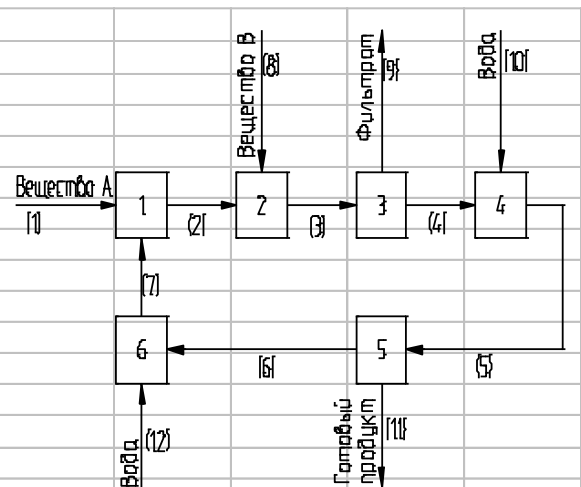 Вещество В
(8)
Фильтрат
(9)
Вода
(10)
Вещество А
(1)
1
(2)
2
(3)
3
(4)
4
(7)
6
(6)
5
(5)
Вода
(12)
Готовый
продукт
(11)